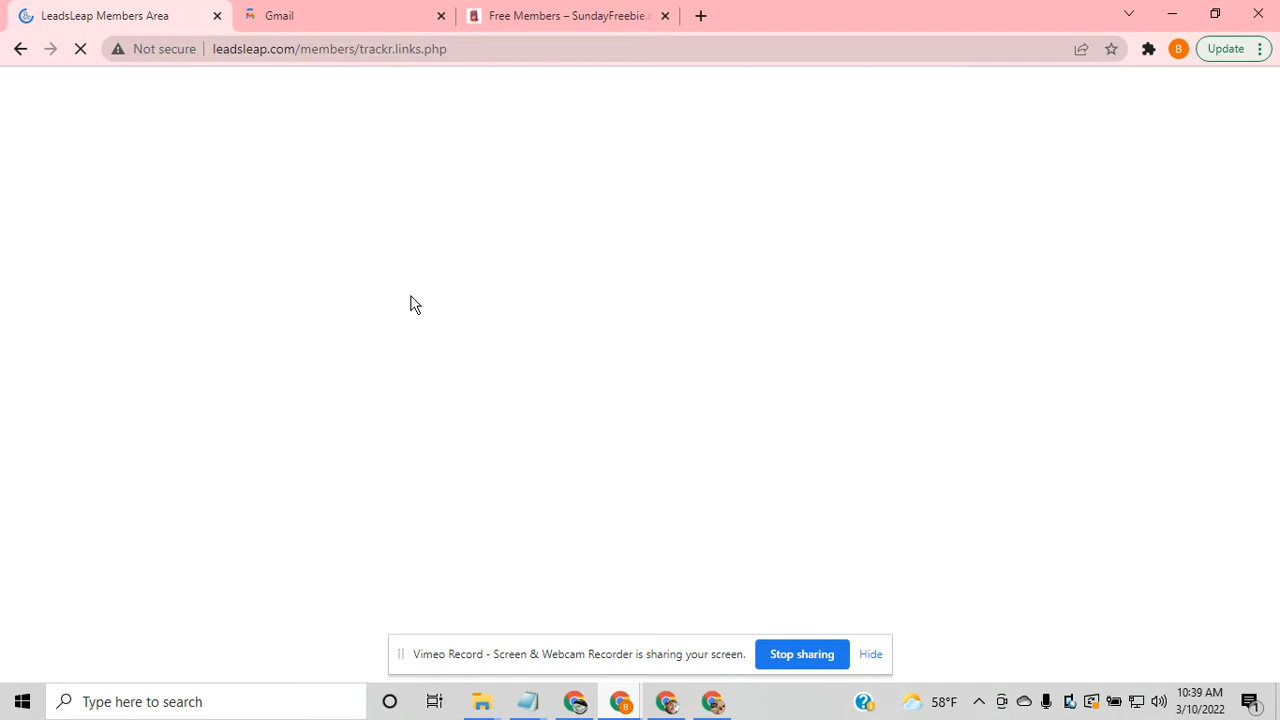 LeadsLeap Members Area
Gmail
Free Members – SundayFreebie.c
Not secure
leadsleap.com/members/trackr.links.php
B
Update
Vimeo Record - Screen & Webcam Recorder is sharing your screen.
Stop sharing
Hide
Type here to search
B
58°F
10:39 AM
3/10/2022
1